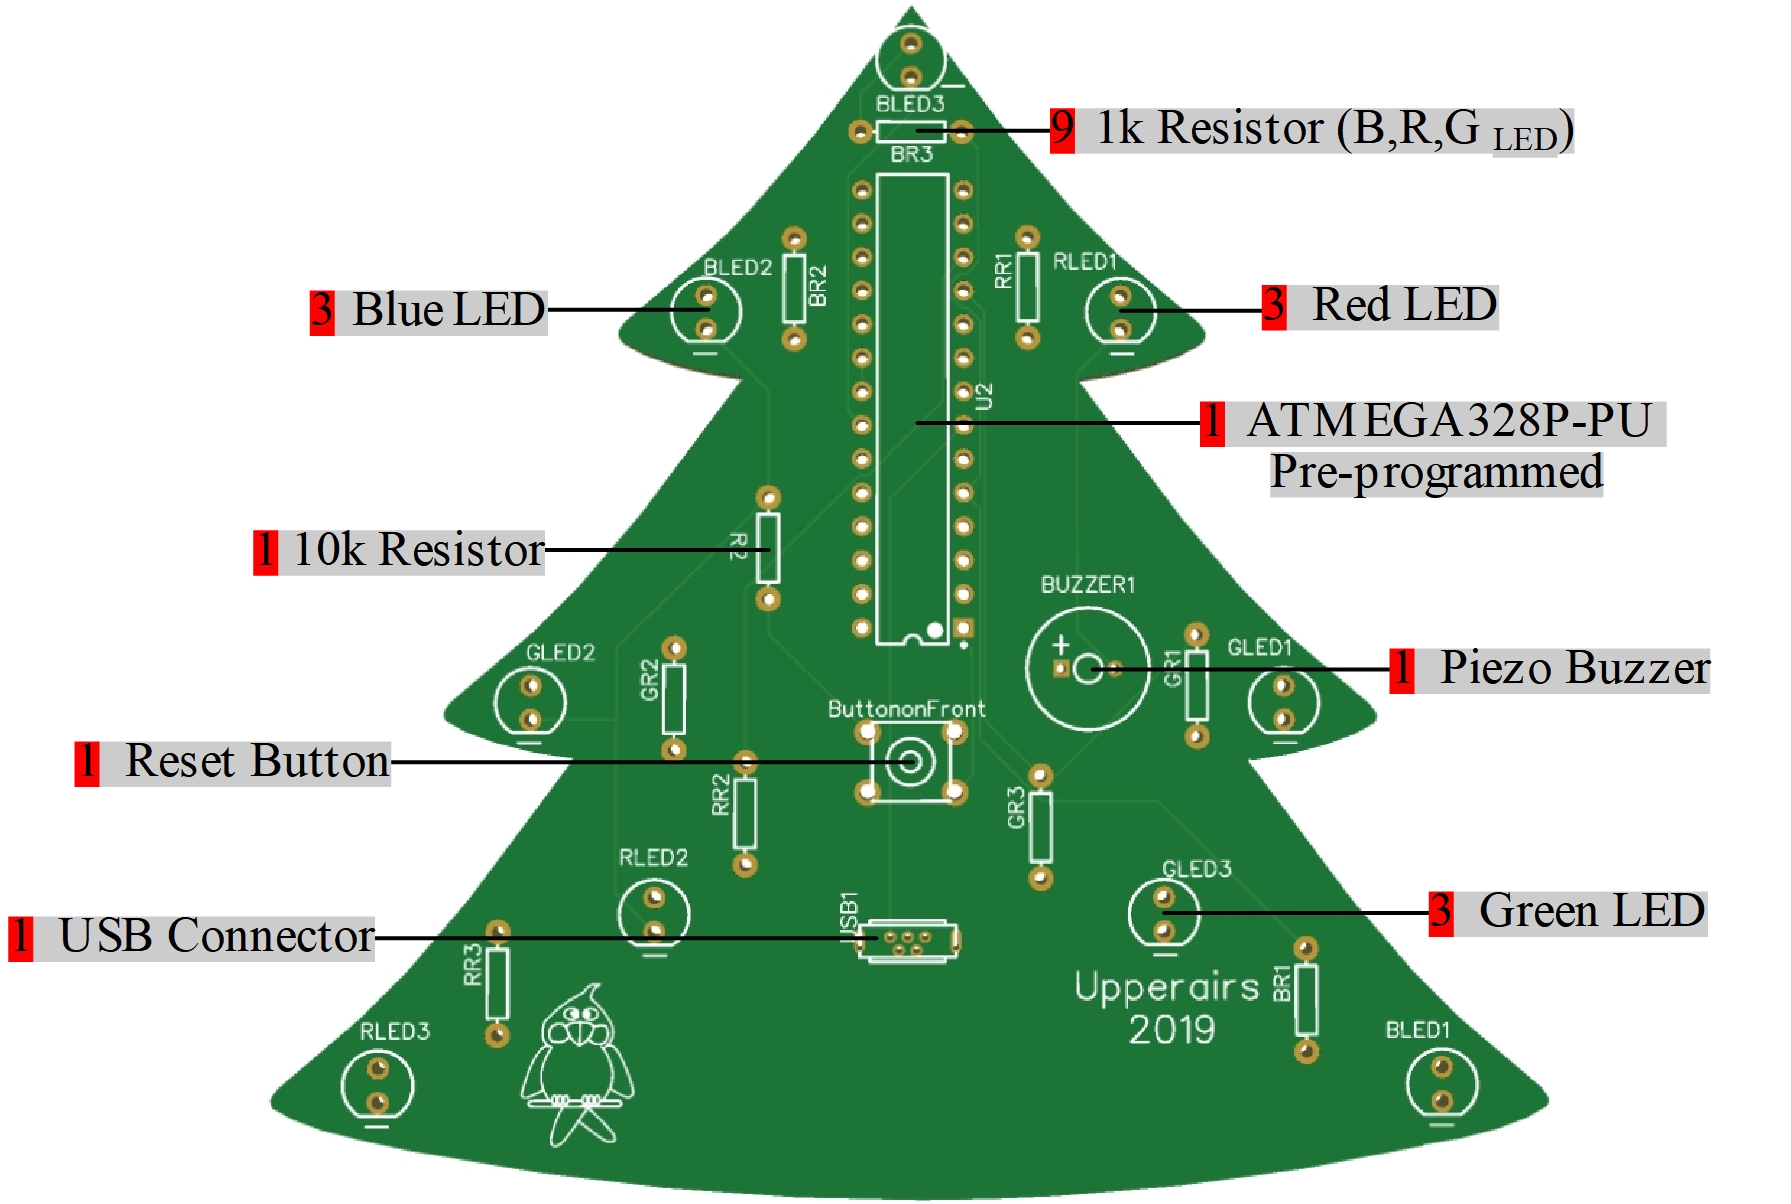 BLED3
9 1k Resistor (B,R,G LED)
BR3
BLED2
BR2
RR1
RLED1
3 Blue LED
3 Red LED
U2
1 ATMEGA328P-PU
Pre-programmed
1 10k Resistor
R2
BUZZER1
+
GLED2
GR2
GR1
GLED1
1 Piezo Buzzer
ButtononFront
1 Reset Button
RR2
GR3
RLED2
GLED3
USB1
3 Green LED
1 USB Connector
RR3
Upperairs
2019
BR1
RLED3
BLED1